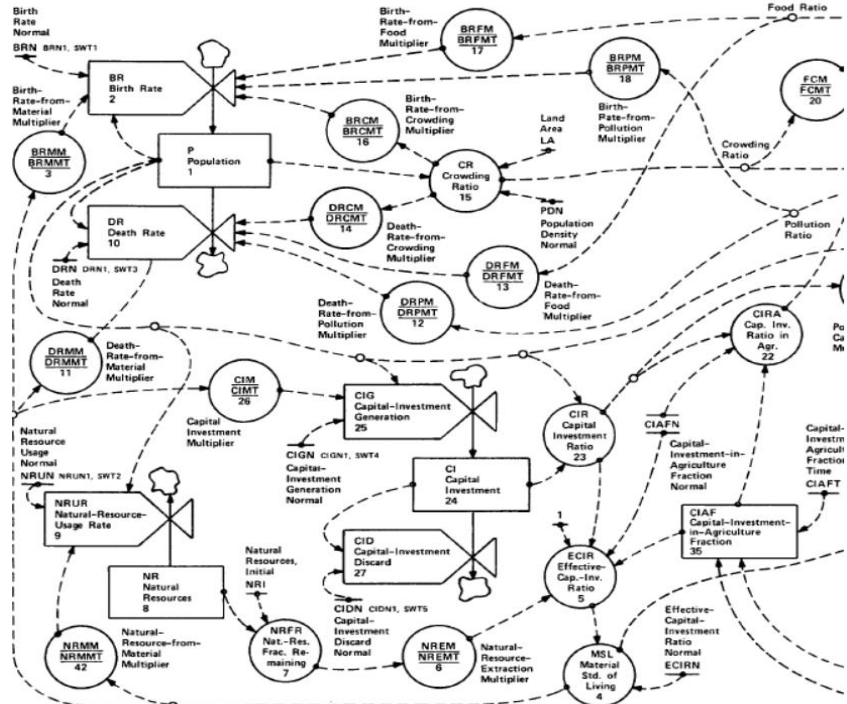 Birth
Rate
Normal
BRN BRN1, SWT1
BR
Birth Rate
2
Birth-Rate-from-
Food Multiplier
BRFM
BRFMT
17
Food Ratio
BRPM
BRPMT
18
Birth-
Rate-from-
Pollution Multiplier
FCM
FCMT
20
Birth-
Rate-from-
Material
Multiplier
BRMM
BRMMT
3
BRCM
BRCMT
16
Birth-
Rate-from-
Crowding
Multiplier
Land
Area
LA
P
Population
1
CR
Crowding
Ratio
15
Crowding
Ratio
PDN
Population
Density
Normal
Pollution
Ratio
DR
Death Rate
10
DRN DRN1, SWT3
Death
Rate
Normal
DRCM
DRCMT
14
Death-
Rate-from-
Crowding
Multiplier
DRFM
DRFMT
13
Death-
Rate-from-
Food
Multiplier
Death-
Rate-from-
Pollution Multiplier
DRPM
DRPMT
12
DRMM
DRMMT
11
Death-
Rate-from-
Material
Multiplier
CIM
CIMT
26
Capital
Investment
Multiplier
CIG
Capital-Investment
Generation
25
CIGN CIGN1, SWT4
Capital-
Investment
Generation
Normal
CIR
Capital
Investment
Ratio
23
CIRA
Cap. Inv.
Ratio in
Agr.
22
Po
Ca
M
CIAFN
Capital-
Investment-in-
Agriculture
Fraction
Normal
Capital-
Investm
Agricult
Fraction
Time
CIAFT
Natural
Resource
Usage
Normal
NRUN NRUN1, SWT2
NRUR
Natural-Resource-
Usage Rate
9
CI
Capital
Investment
24
CID
Capital-Investment
Discard
27
CIDN CIDN1, SWT5
Capital-
Investment
Discard
Normal
1
ECIR
Effective-
Cap.-Inv.
Ratio
5
CIAF
Capital-Investment-
in-Agriculture
Fraction
35
NR
Natural
Resources
8
Natural
Resources,
Initial
NRI
NRFR
Nat.-Res.
Frac. Re-
maining
7
NREM
NREMT
6
Natural-
Resource-
Extraction
Multiplier
NRMM
NRMMT
42
Natural-
Resource-from-
Material
Multiplier
MSL
Material
Std. of
Living
4
Effective-
Capital-
Investment
Ratio
Normal
ECIRN